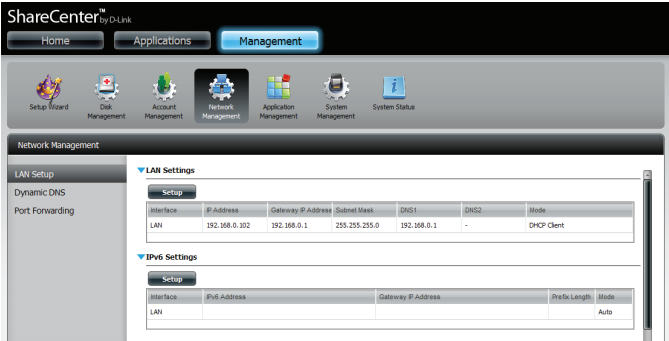 ShareCenter™ by D-Link
Home Applications Management
Setup Wizard Disk Management Account Management Network Management Application Management System Management System Status
Network Management
LAN Setup
Dynamic DNS
Port Forwarding
LAN Settings
Setup
Interface IP Address Gateway IP Address Subnet Mask DNS1 DNS2 Mode
LAN 192.168.0.102 192.168.0.1 255.255.255.0 192.168.0.1 - DHCP Client
IPv6 Settings
Setup
Interface IPv6 Address Gateway IP Address Prefix Length Mode
LAN Auto